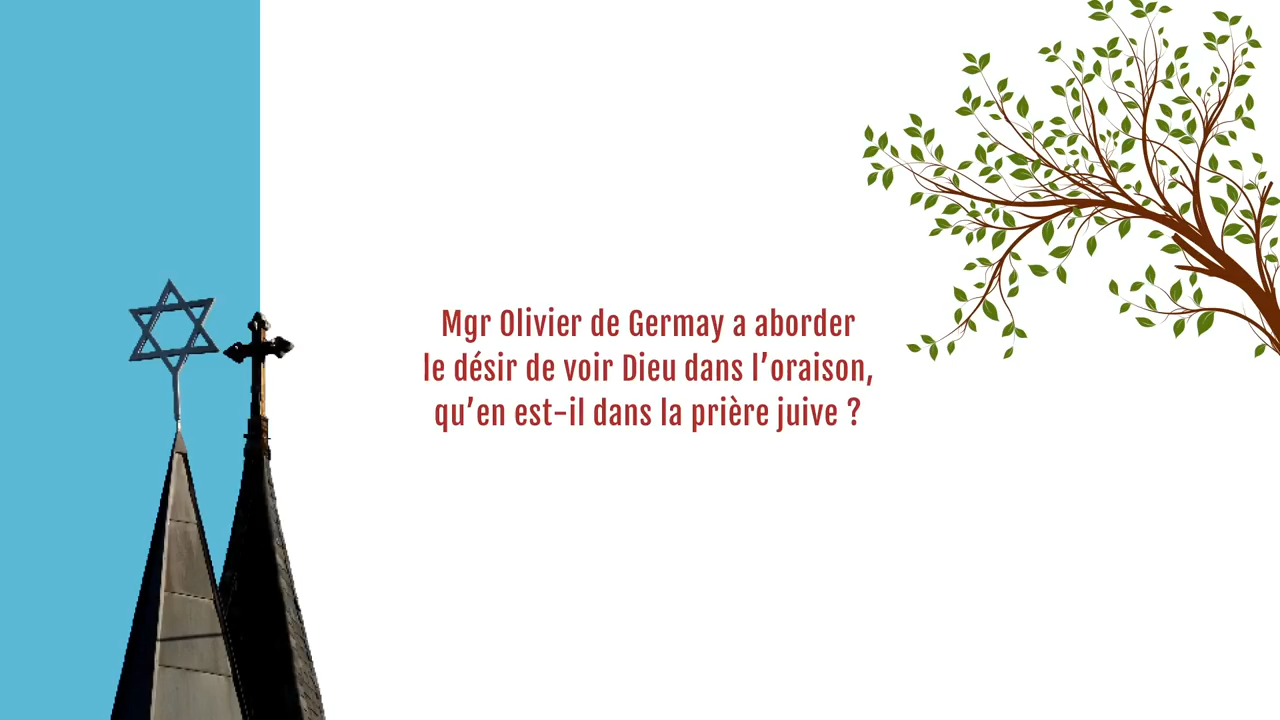 Mgr Olivier de Germay a aborder
le désir de voir Dieu dans l’oraison,
qu’en est-il dans la prière juive ?